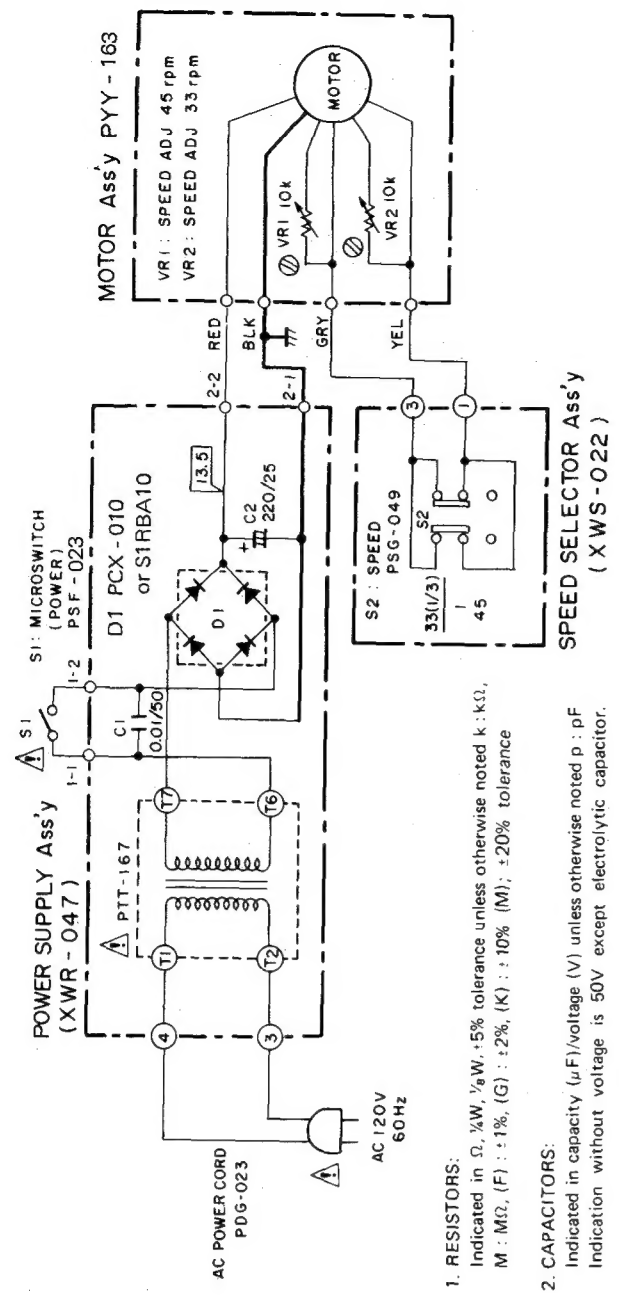 POWER SUPPLY Ass'y
(XWR-047)
S1: MICROSWITCH
(POWER)
PSF-023
MOTOR Ass'y PYY-163
VR1: SPEED ADJ 45 rpm
VR2: SPEED ADJ 33 rpm
S1
1-1
1-2
PTT-167
T1
T2
T7
T6
C1
0.01/50
D1 PCX-010
or S1RBA10
D1
13.5
C2
220/25
+
2-2
2-1
RED
BLK
GRY
YEL
MOTOR
VR1 10k
VR2 10k
4
3
AC POWER CORD
PDG-023
AC 120V
60Hz
S2: SPEED
PSG-049
33(1/3)
1
45
S2
3
1
SPEED SELECTOR Ass'y
(XWS-022)
1. RESISTORS:
Indicated in Ω, ¼W, ⅛W, ±5% tolerance unless otherwise noted k : kΩ,
M : MΩ, (F) : ±1%, (G) : ±2%, (K) : ±10% (M); ±20% tolerance
2. CAPACITORS:
Indicated in capacity (μF)/voltage (V) unless otherwise noted p : pF
Indication without voltage is 50V except electrolytic capacitor.